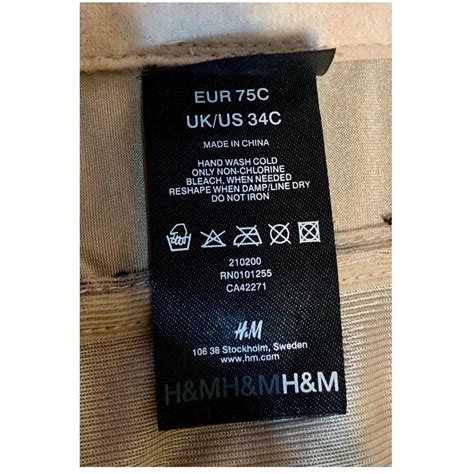 EUR 75C
UK/US 34C
MADE IN CHINA
HAND WASH COLD
ONLY NON-CHLORINE
BLEACH, WHEN NEEDED
RESHAPE WHEN DAMP/LINE DRY
DO NOT IRON
210200
RN0101255
CA42271
H&M
106 38 Stockholm, Sweden
www.hm.com
H&MH&MH&M